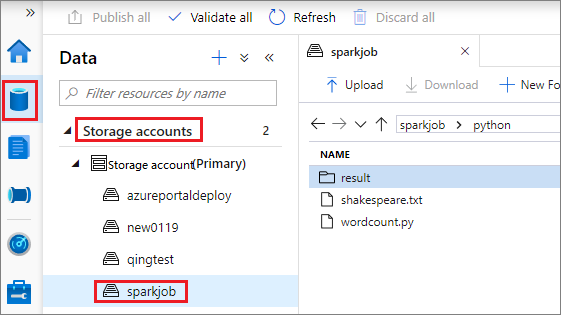 Publish all Validate all Refresh Discard all
Data
Filter resources by name
Storage accounts 2
Storage account(Primary)
azureportaldeploy
new0119
qingtest
sparkjob
sparkjob
Upload Download New Fo
sparkjob python
NAME
result
shakespeare.txt
wordcount.py